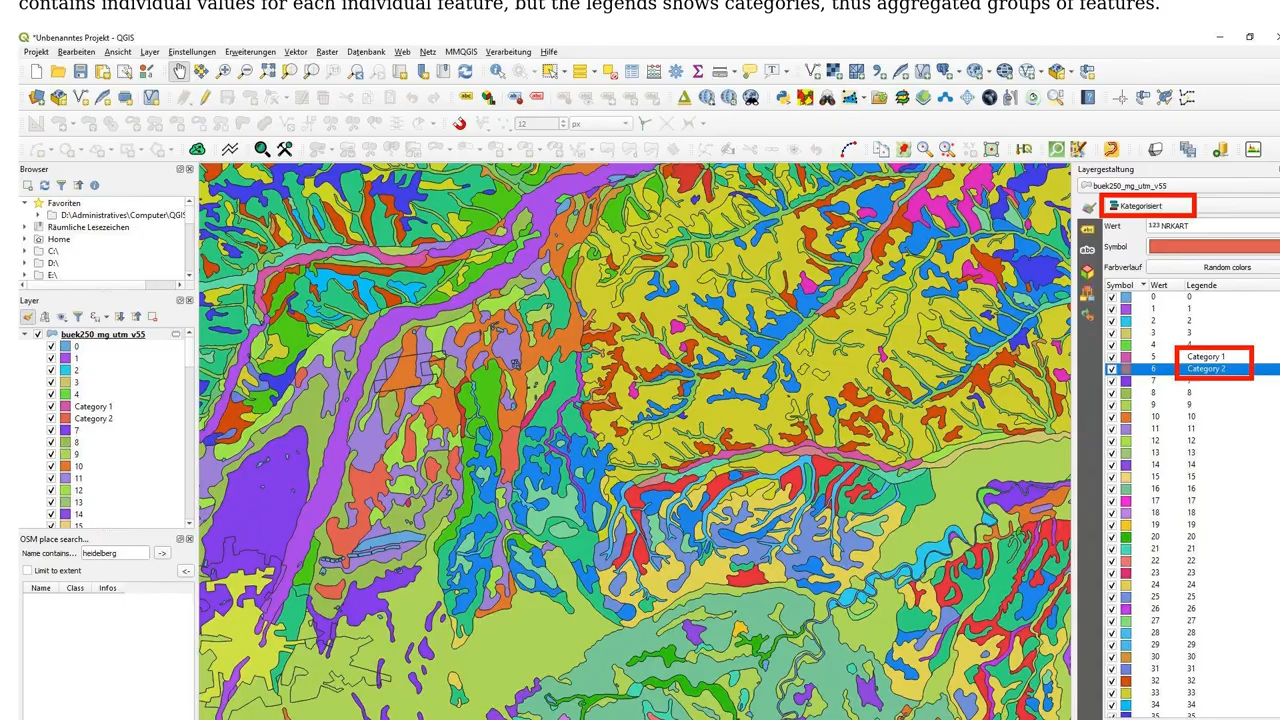 contains individual values for each individual feature, but the legends shows categories, thus aggregated groups of features.
*Unbenanntes Projekt - QGIS
Projekt Bearbeiten Ansicht Layer Einstellungen Erweiterungen Vektor Raster Datenbank Web Netz MMQGIS Verarbeitung Hilfe
12 px
Browser
Favoriten
D:\Administratives\Computer\QGIS
Räumliche Lesezeichen
Home
C:\
D:\
E:\
Layer
buek250_mg_utm_v55
0
1
2
3
4
Category 1
Category 2
7
8
9
10
11
12
13
14
15
OSM place search...
Name contains... heidelberg ->
Limit to extent <-
Name Class Infos
Layergestaltung
buek250_mg_utm_v55
Kategorisiert
Wert 123 NRKART
Symbol
Farbverlauf Random colors
Symbol Wert Legende
0 0
1 1
2 2
3 3
4 4
5 Category 1
6 Category 2
7 7
8 8
9 9
10 10
11 11
12 12
13 13
14 14
15 15
16 16
17 17
18 18
19 19
20 20
21 21
22 22
23 23
24 24
25 25
26 26
27 27
28 28
29 29
30 30
31 31
32 32
33 33
34 34
35 35